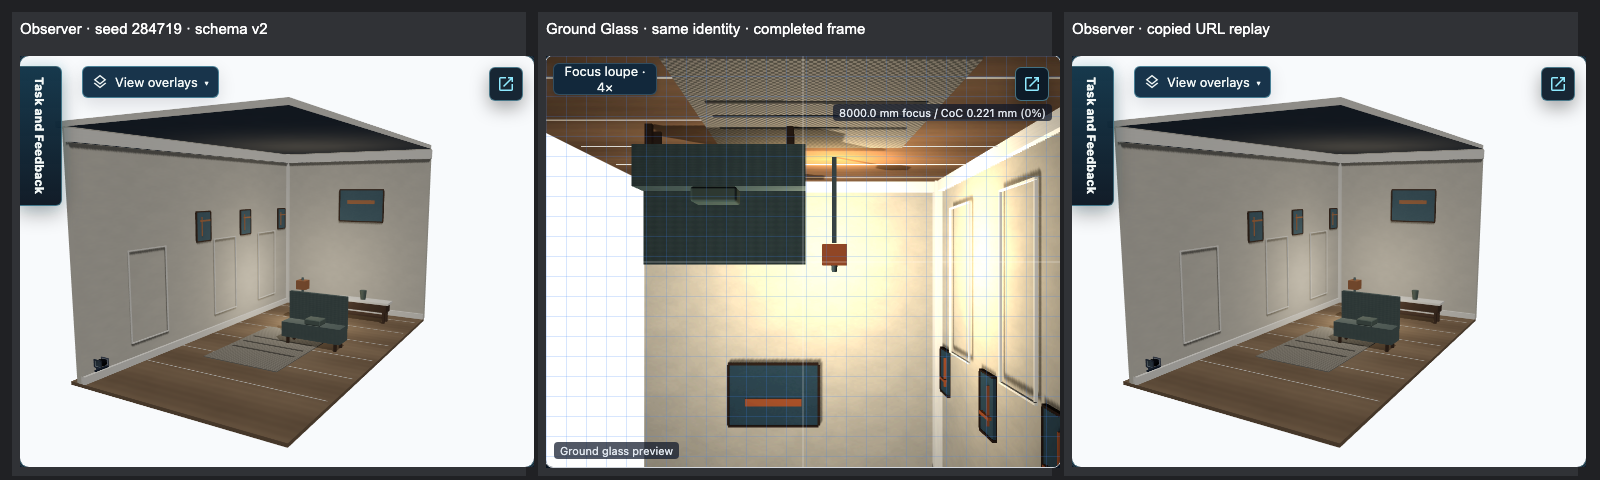 Observer · seed 284719 · schema v2
Task and Feedback
View overlays
Ground Glass · same identity · completed frame
Focus loupe ·
4×
8000.0 mm focus / CoC 0.221 mm (0%)
Ground glass preview
Observer · copied URL replay
Task and Feedback
View overlays